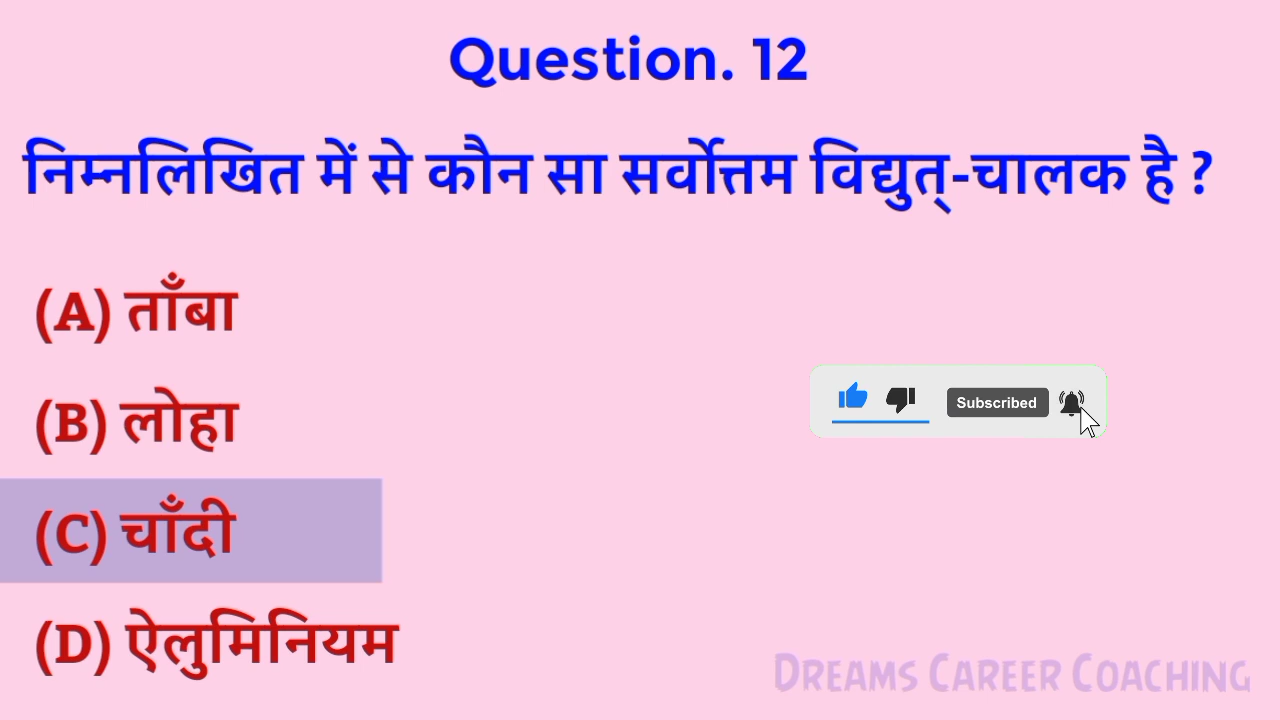 Question. 12
निम्नलिखित में से कौन सा सर्वोत्तम विद्युत्-चालक है ?
(A) ताँबा
(B) लोहा
Subscribed
(C) चाँदी
(D) ऐलुमिनियम
DREAMS CAREER COACHING